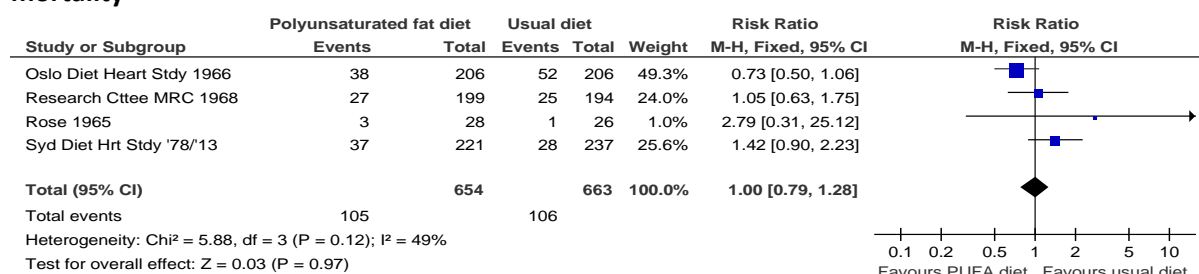 Mortality
Polyunsaturated fat diet Usual diet Risk Ratio Risk Ratio
Study or Subgroup Events Total Events Total Weight M-H, Fixed, 95% CI M-H, Fixed, 95% CI
Oslo Diet Heart Stdy 1966 38 206 52 206 49.3% 0.73 [0.50, 1.06]
Research Cttee MRC 1968 27 199 25 194 24.0% 1.05 [0.63, 1.75]
Rose 1965 3 28 1 26 1.0% 2.79 [0.31, 25.12]
Syd Diet Hrt Stdy '78/'13 37 221 28 237 25.6% 1.42 [0.90, 2.23]
Total (95% CI) 654 663 100.0% 1.00 [0.79, 1.28]
Total events 105 106
Heterogeneity: Chi² = 5.88, df = 3 (P = 0.12); I² = 49%
Test for overall effect: Z = 0.03 (P = 0.97)
0.1 0.2 0.5 1 2 5 10
Favours PUFA diet Favours usual diet